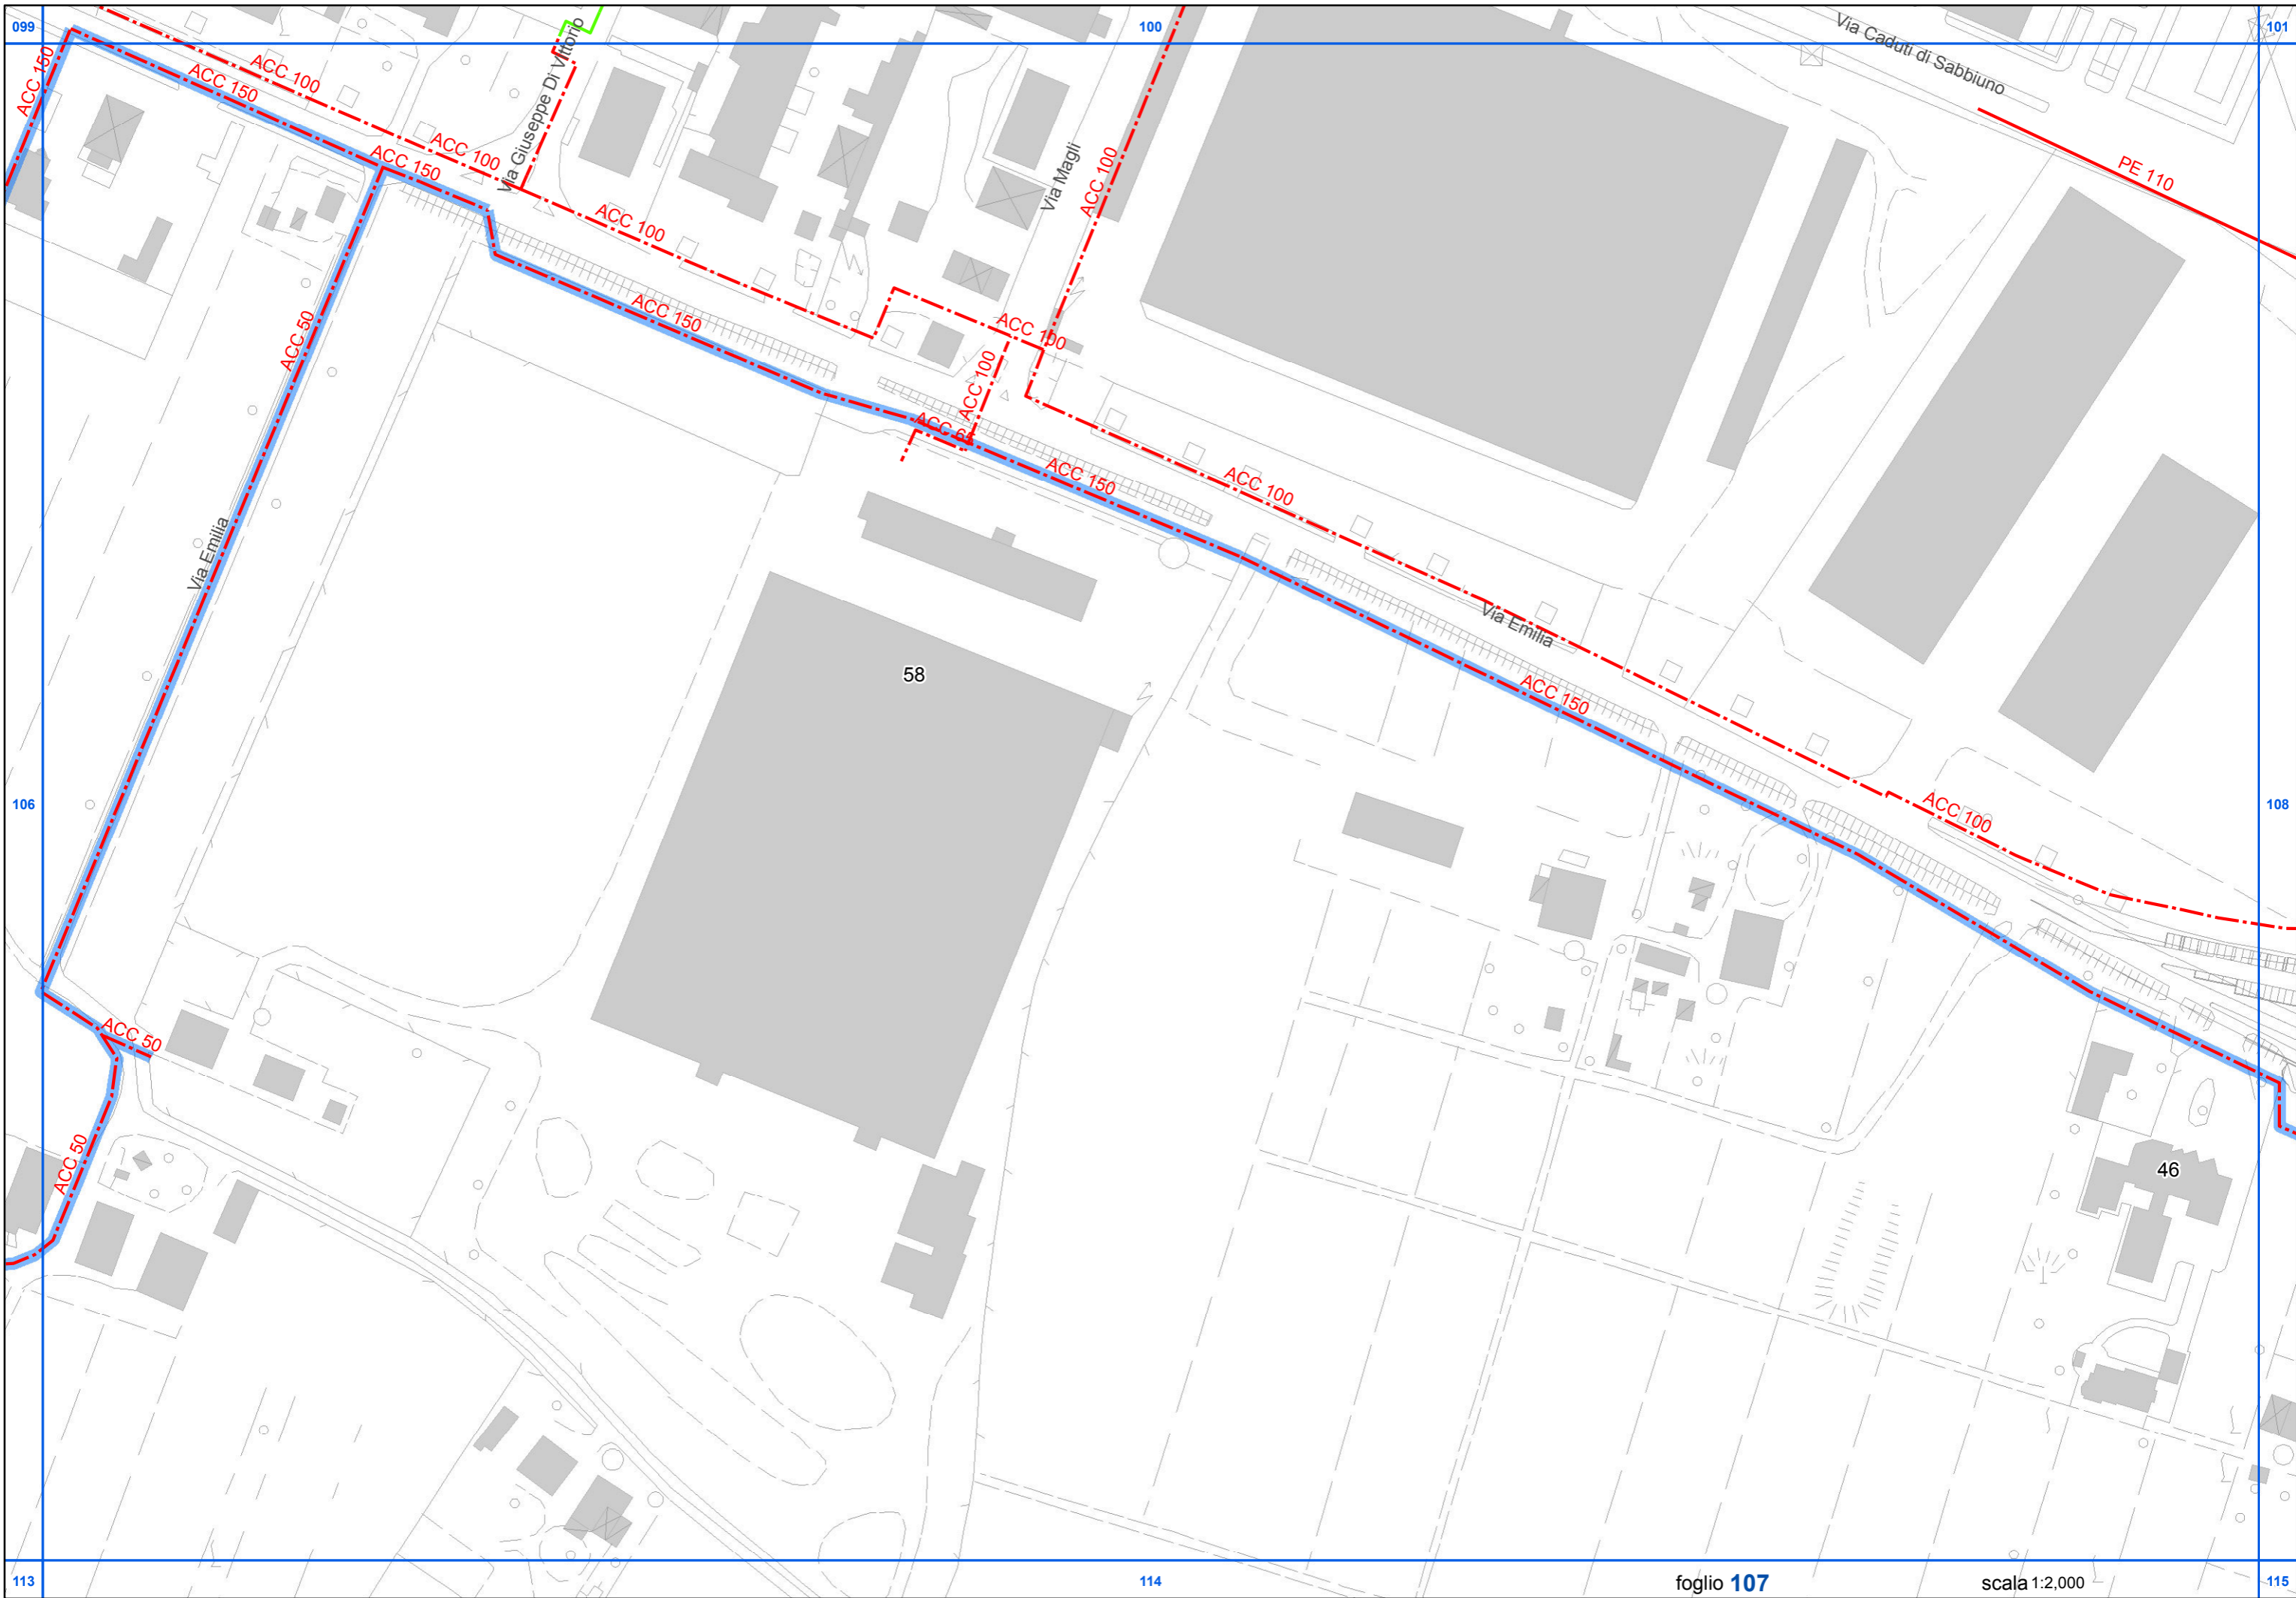 099
100
101
Via Caduti di Sabbiuno
ACC 150
ACC 100
ACC 150
Via Giuseppe Di Vittorio
ACC 100
ACC 150
Via Magli
ACC 100
PE 110
ACC 100
ACC 50
ACC 150
ACC 100
ACC 100
ACC 65
ACC 150
ACC 100
Via Emilia
Via Emilia
58
ACC 150
106
108
ACC 100
ACC 50
ACC 50
46
113
114
foglio 107
scala 1:2,000
115